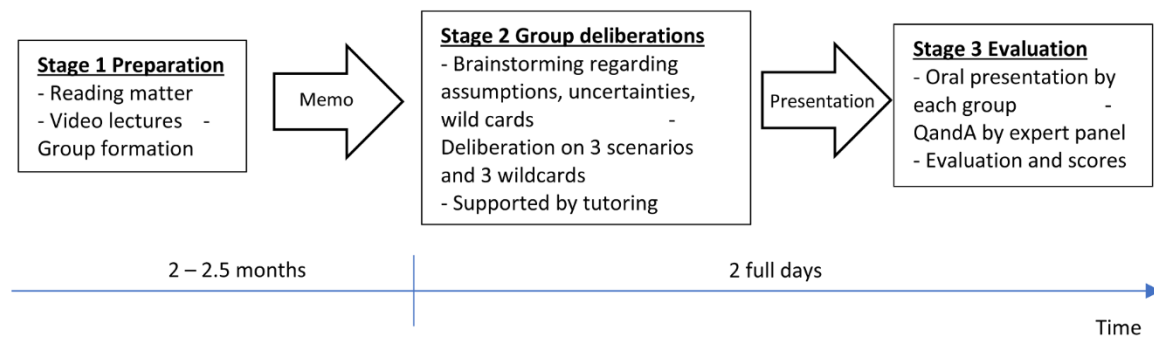 Stage 1 Preparation
- Reading matter
- Video lectures -
Group formation
Memo
Stage 2 Group deliberations
- Brainstorming regarding
assumptions, uncertainties,
wild cards -
Deliberation on 3 scenarios
and 3 wildcards
- Supported by tutoring
Presentation
Stage 3 Evaluation
- Oral presentation by
each group -
QandA by expert panel
- Evaluation and scores
2 – 2.5 months
2 full days
Time